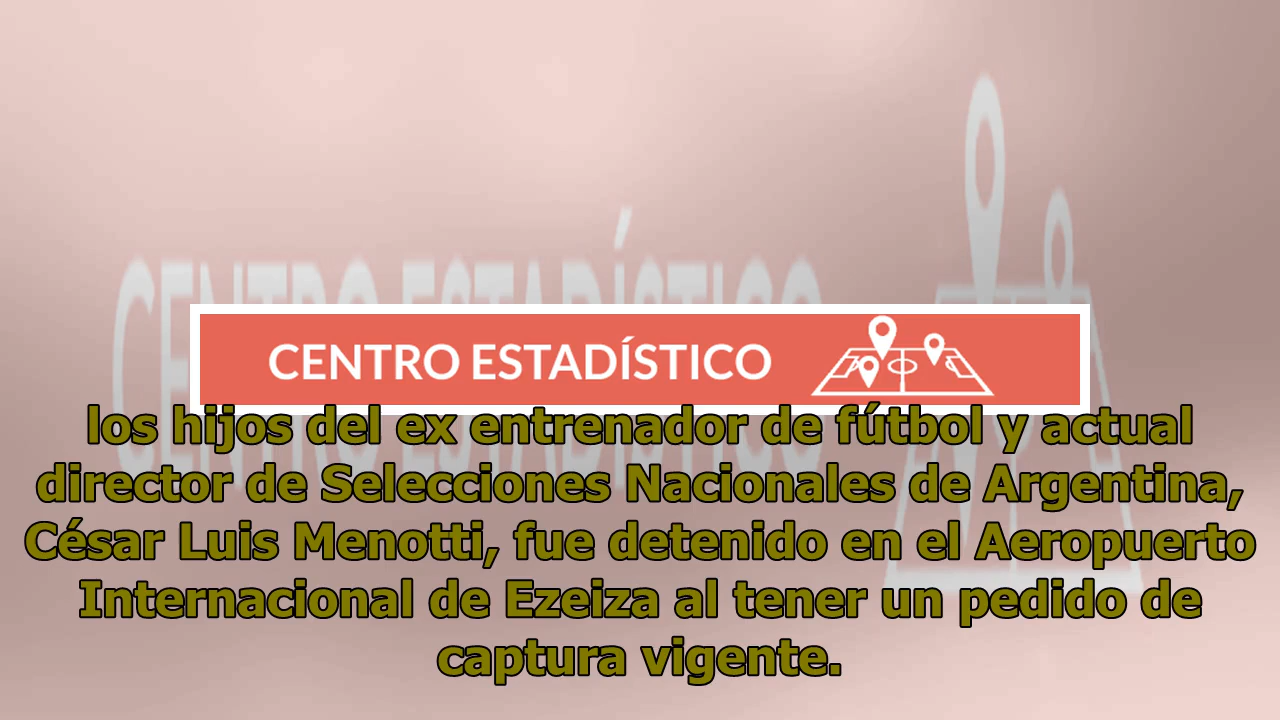 CENTRO ESTADÍSTICO
los hijos del ex entrenador de fútbol y actual
director de Selecciones Nacionales de Argentina,
César Luis Menotti, fue detenido en el Aeropuerto
Internacional de Ezeiza al tener un pedido de
captura vigente.